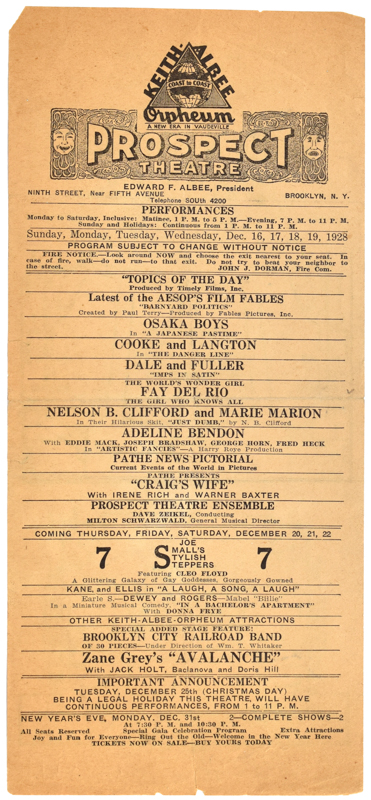 KEITH-ALBEE
COAST to COAST
Orpheum
A NEW ERA IN VAUDEVILLE
PROSPECT
THEATRE
EDWARD F. ALBEE, President
NINTH STREET, Near FIFTH AVENUE BROOKLYN, N. Y.
Telephone SOUth 4200
PERFORMANCES
Monday to Saturday, Inclusive: Matinee, 1 P. M. to 5 P. M.—Evening, 7 P. M. to 11 P. M.
Sunday and Holidays: Continuous from 1 P. M. to 11 P. M.
Sunday, Monday, Tuesday, Wednesday, Dec. 16, 17, 18, 19, 1928
PROGRAM SUBJECT TO CHANGE WITHOUT NOTICE
FIRE NOTICE.—Look around NOW and choose the exit nearest to your seat. In
case of fire, walk—do not run—to that exit. Do not try to beat your neighbor to
the street. JOHN J. DORMAN, Fire Com.
"TOPICS OF THE DAY"
Produced by Timely Films, Inc.
Latest of the AESOP'S FILM FABLES
"BARNYARD POLITICS"
Created by Paul Terry—Produced by Fables Pictures, Inc.
OSAKA BOYS
In "A JAPANESE PASTIME"
COOKE and LANGTON
In "THE DANGER LINE"
DALE and FULLER
"IMPS IN SATIN"
THE WORLD'S WONDER GIRL
FAY DEL RIO
THE GIRL WHO KNOWS ALL
NELSON B. CLIFFORD and MARIE MARION
In Their Hilarious Skit, "JUST DUMB," by N. B. Clifford
ADELINE BENDON
With EDDIE MACK, JOSEPH BRADSHAW, GEORGE HORN, FRED HECK
In "ARTISTIC FANCIES"—A Harry Roye Production
PATHE NEWS PICTORIAL
Current Events of the World in Pictures
PATHE PRESENTS
"CRAIG'S WIFE"
With IRENE RICH and WARNER BAXTER
PROSPECT THEATRE ENSEMBLE
DAVE ZEIKEL, Conducting
MILTON SCHWARZWALD, General Musical Director
COMING THURSDAY, FRIDAY, SATURDAY, DECEMBER 20, 21, 22
JOE
7 SMALL'S STYLISH STEPPERS 7
Featuring CLEO FLOYD
A Glittering Galaxy of Gay Goddesses, Gorgeously Gowned
KANE, and ELLIS in "A LAUGH, A SONG, A LAUGH"
Earle S.—DEWEY and ROGERS—Mabel "Billie"
In a Miniature Musical Comedy, "IN A BACHELOR'S APARTMENT"
With DONNA FRYE
OTHER KEITH-ALBEE-ORPHEUM ATTRACTIONS
SPECIAL ADDED STAGE FEATURE!
BROOKLYN CITY RAILROAD BAND
OF 30 PIECES—Under Direction of Wm. T. Whitaker
Zane Grey's "AVALANCHE"
With JACK HOLT, Baclanova and Doris Hill
IMPORTANT ANNOUNCEMENT
TUESDAY, DECEMBER 25th (CHRISTMAS DAY)
BEING A LEGAL HOLIDAY THIS THEATRE, WILL HAVE
CONTINUOUS PERFORMANCES, FROM 1 to 11 P. M.
NEW YEAR'S EVE, MONDAY, DEC. 31st 2—COMPLETE SHOWS—2
At 7:30 P. M. and 10:30 P. M.
All Seats Reserved Special Gala Celebration Program Extra Attractions
Joy and Fun for Everyone—Ring Out the Old—Welcome in the New Year Here
TICKETS NOW ON SALE—BUY YOURS TODAY